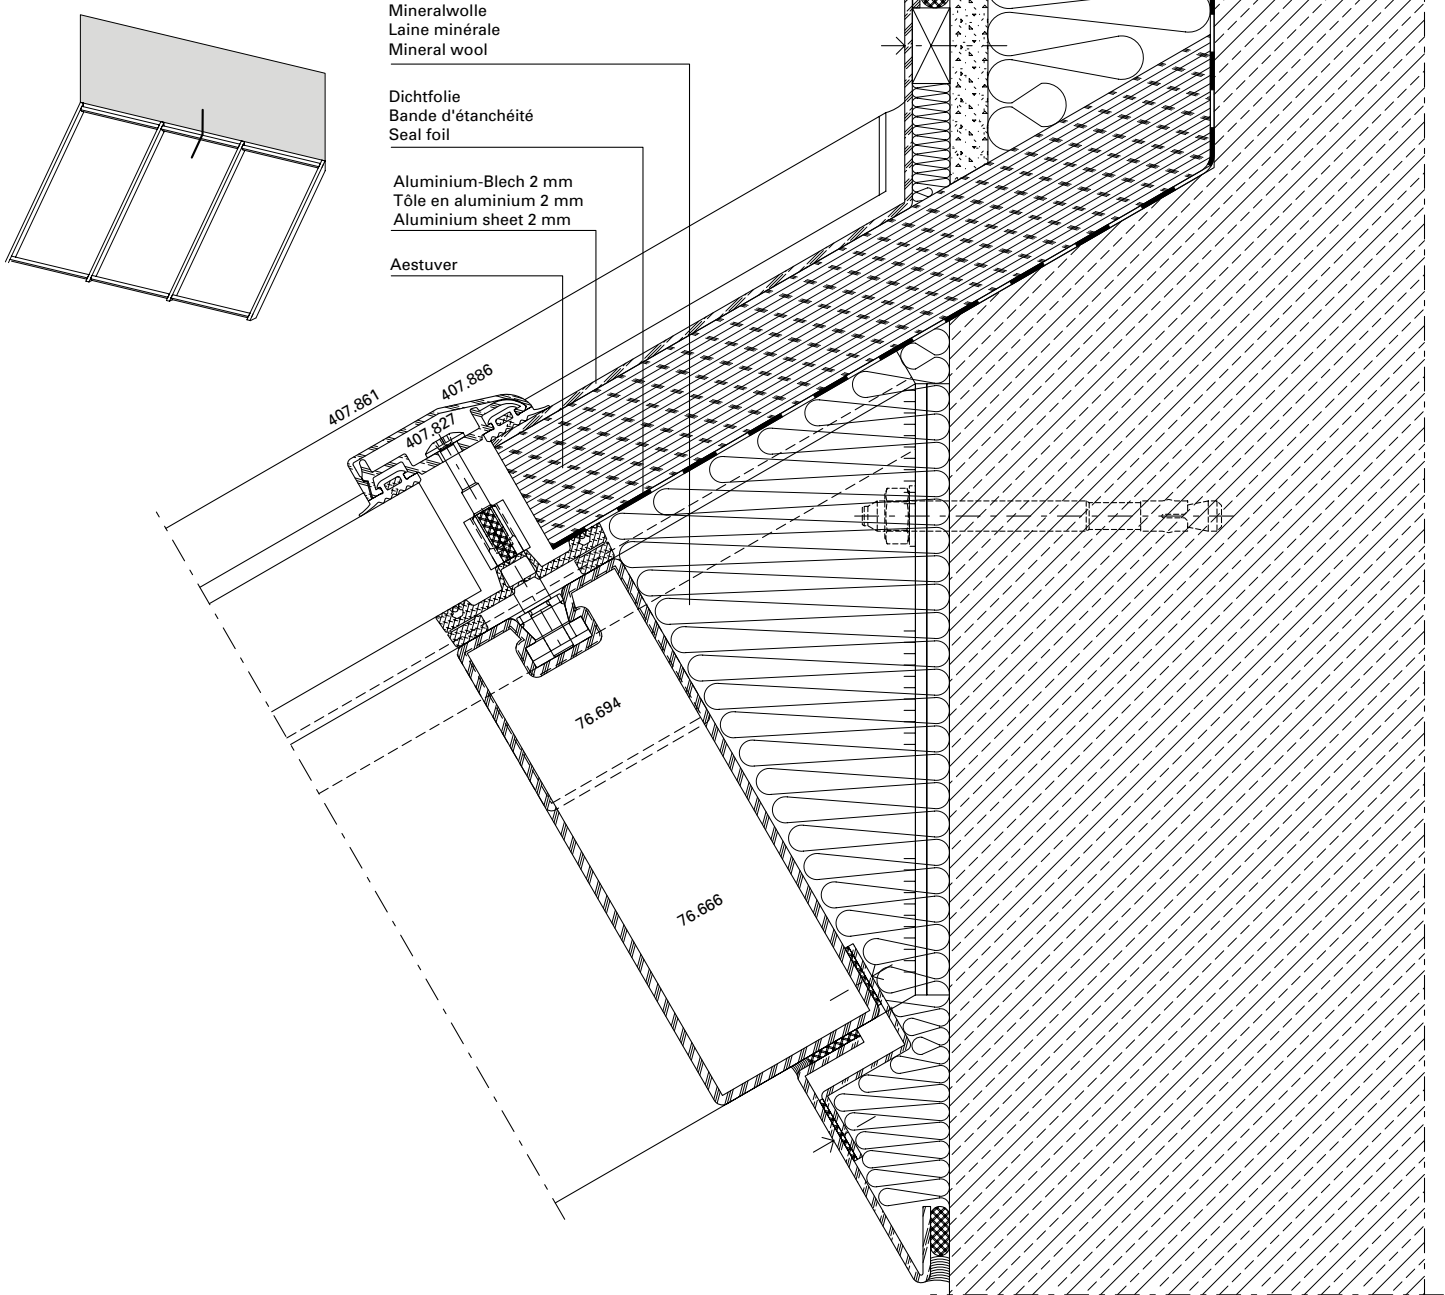 Mineralwolle
Laine minérale
Mineral wool
Dichtfolie
Bande d'étanchéité
Seal foil
Aluminium-Blech 2 mm
Tôle en aluminium 2 mm
Aluminium sheet 2 mm
Aestuver
407.861
407.886
407.827
76.694
76.666